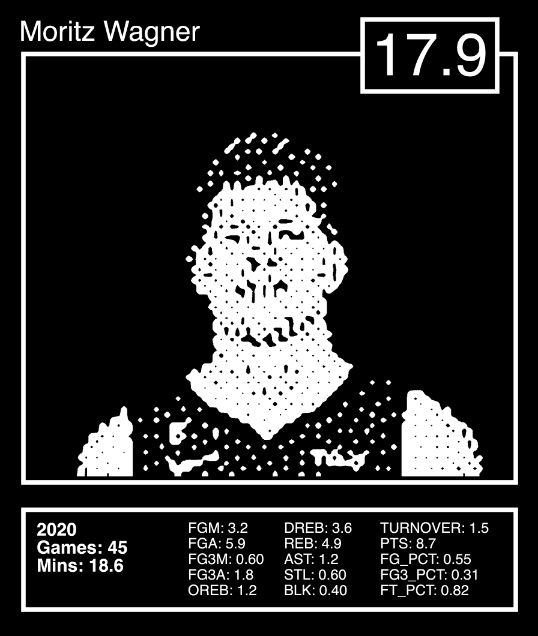 Moritz Wagner
17.9
2020
Games: 45
Mins: 18.6
FGM: 3.2
FGA: 5.9
FG3M: 0.60
FG3A: 1.8
OREB: 1.2
DREB: 3.6
REB: 4.9
AST: 1.2
STL: 0.60
BLK: 0.40
TURNOVER: 1.5
PTS: 8.7
FG_PCT: 0.55
FG3_PCT: 0.31
FT_PCT: 0.82